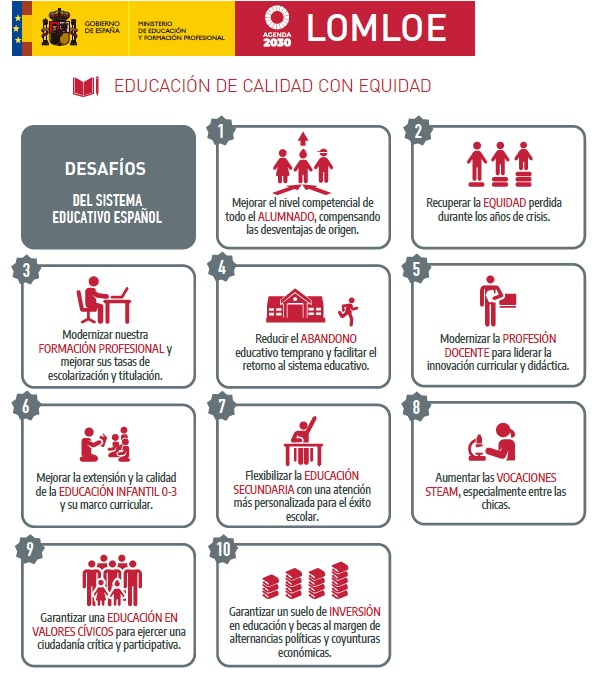 GOBIERNO
DE ESPAÑA
MINISTERIO
DE EDUCACIÓN
Y FORMACIÓN PROFESIONAL
AGENDA
2030
LOMLOE
EDUCACIÓN DE CALIDAD CON EQUIDAD
DESAFÍOS
DEL SISTEMA
EDUCATIVO ESPAÑOL
1
Mejorar el nivel competencial de
todo el ALUMNADO, compensando
las desventajas de origen.
2
Recuperar la EQUIDAD perdida
durante los años de crisis.
3
Modernizar nuestra
FORMACIÓN PROFESIONAL y
mejorar sus tasas de
escolarización y titulación.
4
Reducir el ABANDONO
educativo temprano y facilitar el
retorno al sistema educativo.
5
Modernizar la PROFESIÓN
DOCENTE para liderar la
innovación curricular y didáctica.
6
Mejorar la extensión y la calidad
de la EDUCACIÓN INFANTIL 0-3
y su marco curricular.
7
Flexibilizar la EDUCACIÓN
SECUNDARIA con una atención
más personalizada para el éxito
escolar.
8
Aumentar las VOCACIONES
STEAM, especialmente entre las
chicas.
9
Garantizar una EDUCACIÓN EN
VALORES CÍVICOS para ejercer una
ciudadanía crítica y participativa.
10
Garantizar un suelo de INVERSIÓN
en educación y becas al margen de
alternancias políticas y coyunturas
económicas.